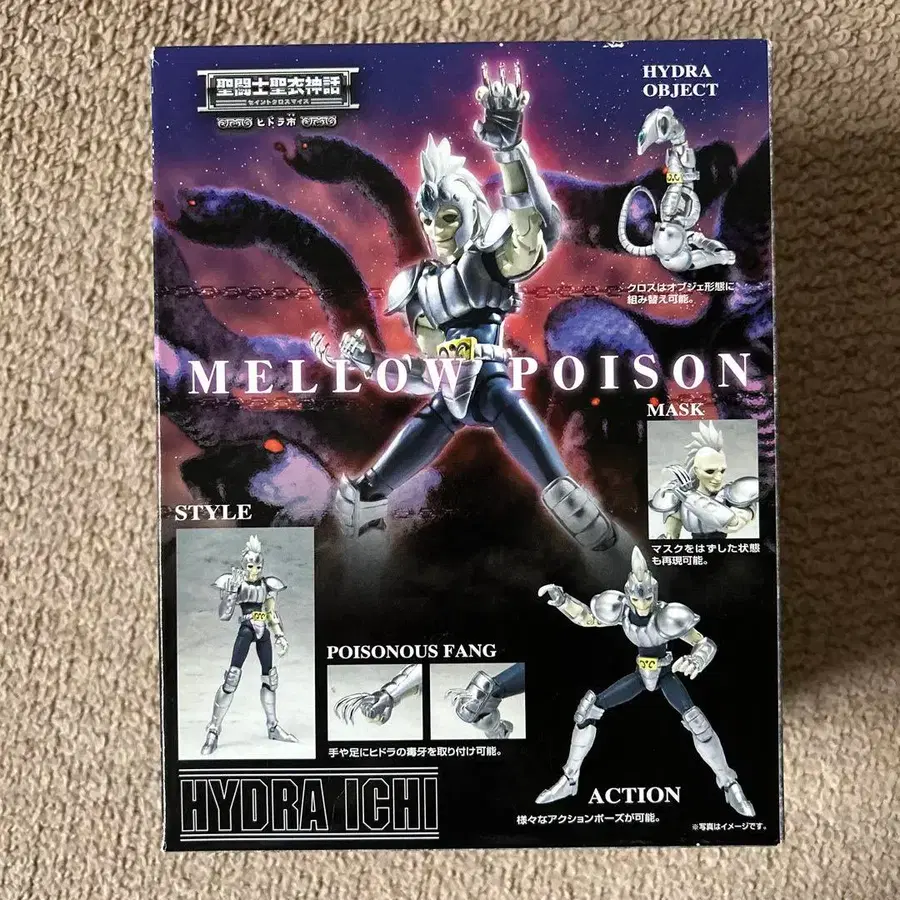 聖闘士聖衣神話
セイントクロスマイス
ヒドラ市
HYDRA
OBJECT
クロスはオブジェ形態に
組み替え可能。
MELLOW POISON
MASK
マスクをはずした状態
も再現可能。
STYLE
POISONOUS FANG
手や足にヒドラの毒牙を取り付け可能。
HYDRA ICHI
ACTION
様々なアクションポーズが可能。
※写真はイメージです。